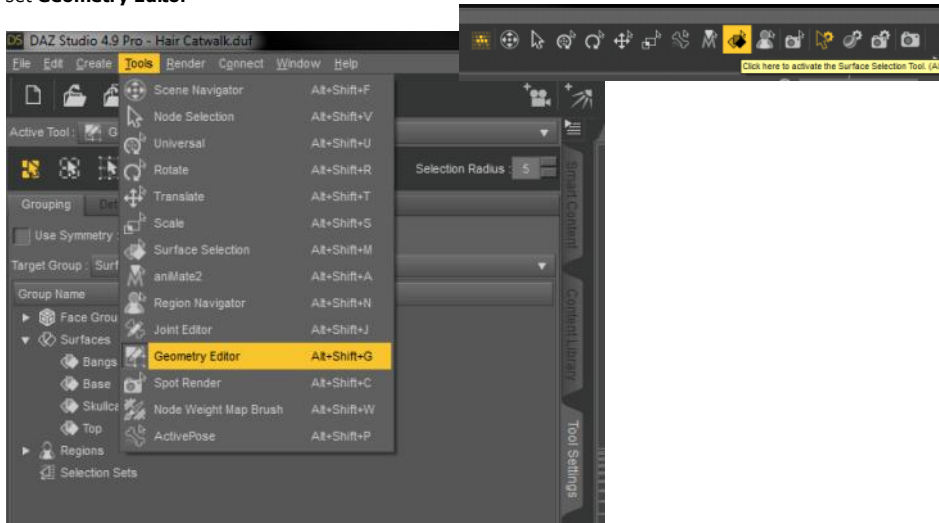 set Geometry Editor
DAZ Studio 4.9 Pro - Hair Catwalk.duf
File Edit Create Tools Render Connect Window Help
Click here to activate the Surface Selection Tool. (Al
Scene Navigator Alt+Shift+F
Node Selection Alt+Shift+V
Active Tool : G
Universal Alt+Shift+U
Rotate Alt+Shift+R
Selection Radius : 5
Translate Alt+Shift+T
Grouping
Scale Alt+Shift+S
Use Symmetry
Surface Selection Alt+Shift+M
Target Group : Surf
aniMate2 Alt+Shift+A
Group Name
Region Navigator Alt+Shift+N
Face Grou
Joint Editor Alt+Shift+J
Surfaces
Geometry Editor Alt+Shift+G
Bangs
Base
Spot Render Alt+Shift+C
Skullca
Node Weight Map Brush Alt+Shift+W
Top
ActivePose Alt+Shift+P
Regions
Selection Sets
Smart Content
Content Library
Tool Settings